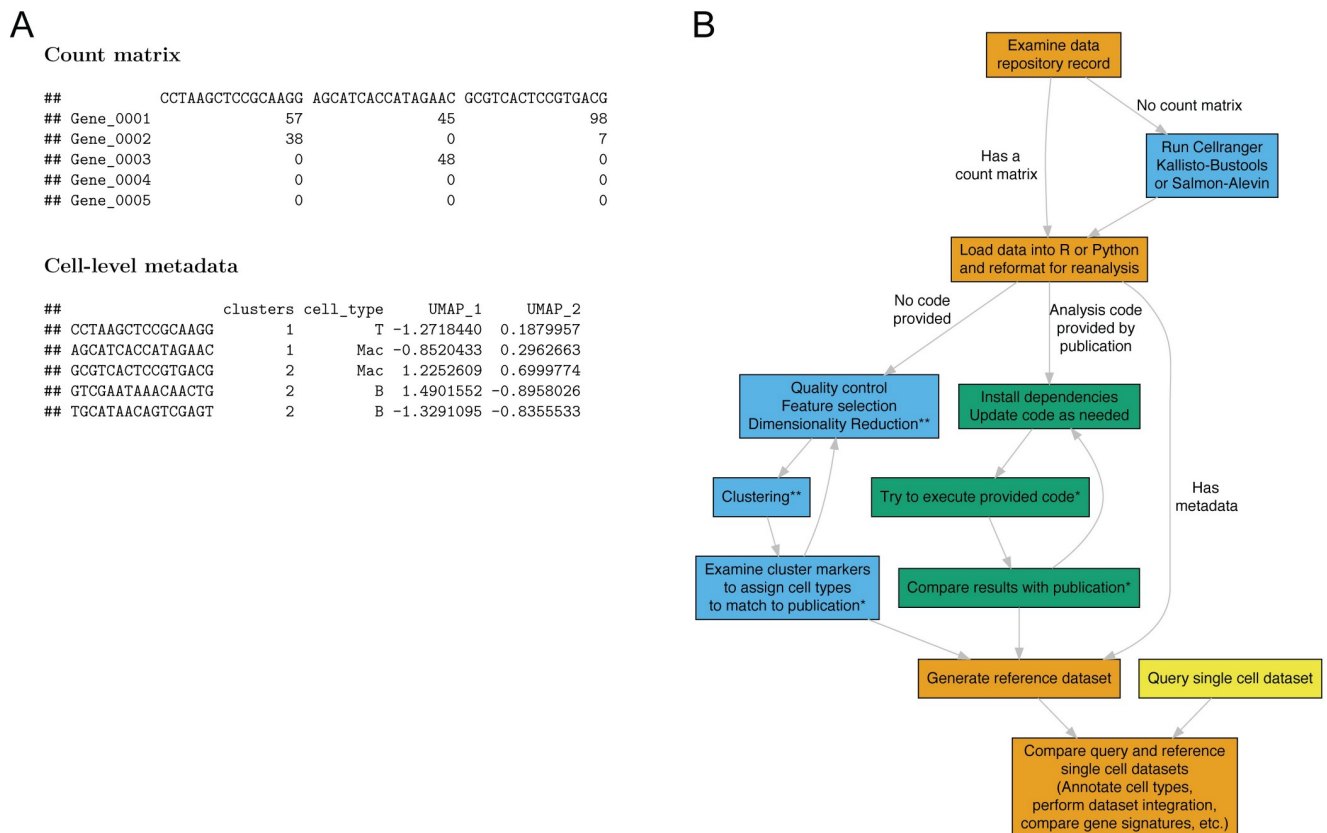 A
Count matrix
## CCTAAGCTCCGCAAGG AGCATCACCATAGAAC GCGTCACTCCGTGACG
## Gene_0001 57 45 98
## Gene_0002 38 0 7
## Gene_0003 0 48 0
## Gene_0004 0 0 0
## Gene_0005 0 0 0
Cell-level metadata
## clusters cell_type UMAP_1 UMAP_2
## CCTAAGCTCCGCAAGG 1 T -1.2718440 0.1879957
## AGCATCACCATAGAAC 1 Mac -0.8520433 0.2962663
## GCGTCACTCCGTGACG 2 Mac 1.2252609 0.6999774
## GTCGAATAAACAACTG 2 B 1.4901552 -0.8958026
## TGCATAACAGTCGAGT 2 B -1.3291095 -0.8355533
B
Examine data
repository record
No count matrix
Has a
count matrix
Run Cellranger
Kallisto-Bustools
or Salmon-Alevin
Load data into R or Python
and reformat for reanalysis
No code
provided
Analysis code
provided by
publication
Quality control
Feature selection
Dimensionality Reduction**
Install dependencies
Update code as needed
Clustering**
Try to execute provided code*
Has
metadata
Examine cluster markers
to assign cell types
to match to publication*
Compare results with publication*
Generate reference dataset
Query single cell dataset
Compare query and reference
single cell datasets
(Annotate cell types,
perform dataset integration,
compare gene signatures, etc.)